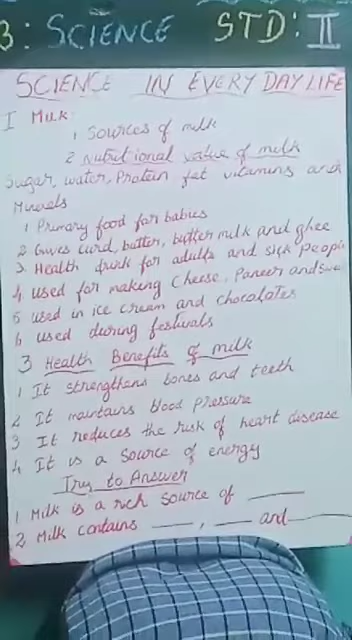 3: SCIENCE STD: II
SCIENCE IN EVERYDAY LIFE
I Milk
1 Sources of milk
2 Nutritional value of milk
Sugar, water, Protein fat vitamins and
Minerals
1 Primary food for babies
2 Gives curd, butter, butter milk and ghee
3. Health drink for adults and sick people
4 used for making cheese, Paneer and
5 used in ice cream and chocolates
6 used during festivals
3 Health Benefits of milk
1 It strengthens bones and teeth
2 It maintains blood pressure
3 It reduces the risk of heart disease
4 It is a source of energy
Try to Answer
1 Milk is a rich source of ____
2 Milk contains ____, ____ and ____